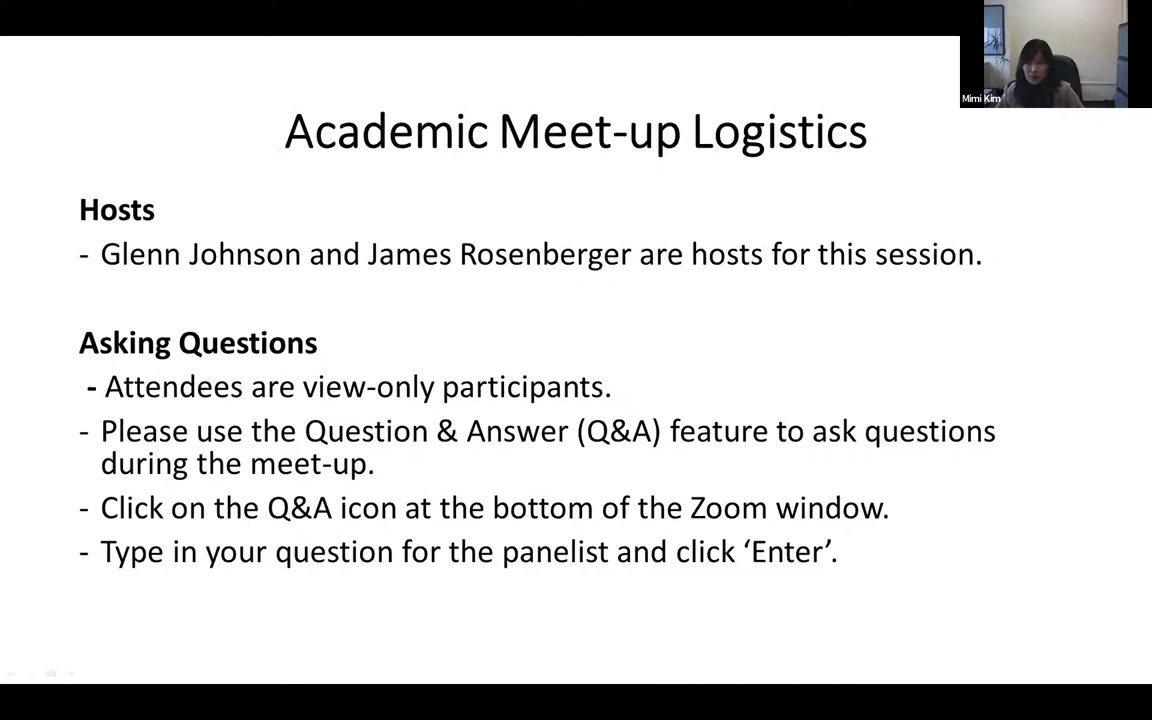 Mimi Kim
Academic Meet-up Logistics
Hosts
- Glenn Johnson and James Rosenberger are hosts for this session.
Asking Questions
- Attendees are view-only participants.
- Please use the Question & Answer (Q&A) feature to ask questions
during the meet-up.
- Click on the Q&A icon at the bottom of the Zoom window.
- Type in your question for the panelist and click ‘Enter’.